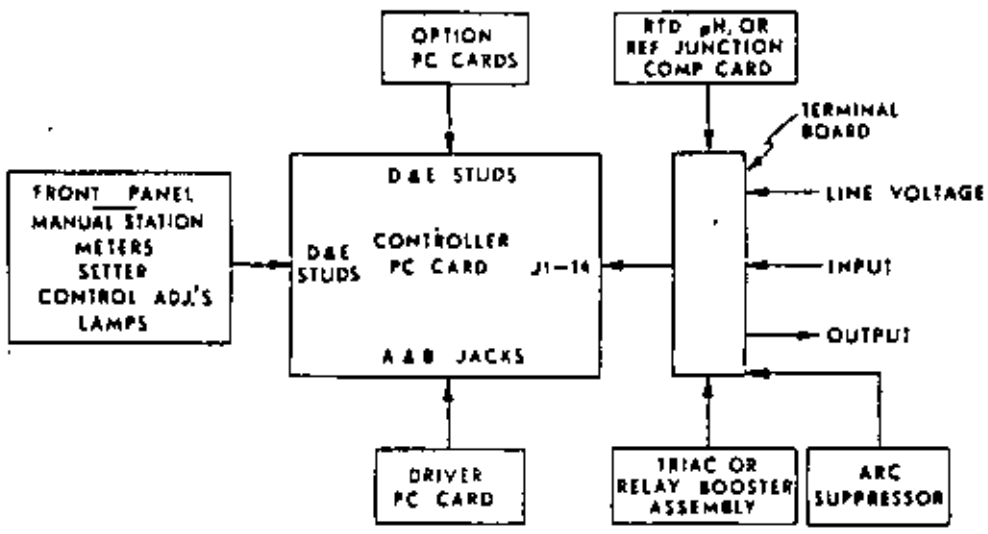 OPTION
PC CARDS
RTD pH, OR
REF JUNCTION
COMP CARD
TERMINAL
BOARD
FRONT PANEL
MANUAL STATION
METERS
SETTER
CONTROL ADJ.'S
LAMPS
D&E STUDS
D&E
STUDS
CONTROLLER
PC CARD
J1-14
A & B JACKS
LINE VOLTAGE
INPUT
OUTPUT
DRIVER
PC CARD
TRIAC OR
RELAY BOOSTER
ASSEMBLY
ARC
SUPPRESSOR